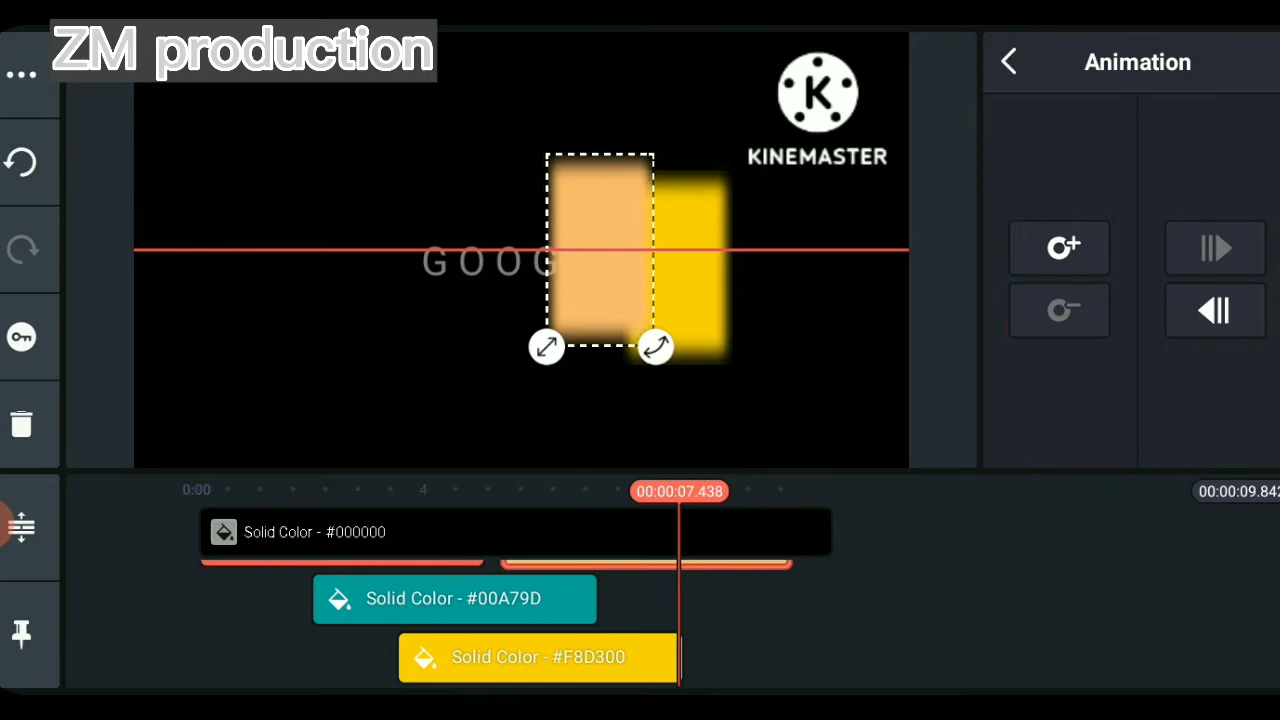 ZM production
Animation
K
KINEMASTER
GOOG
0:00
4
00:00:07.438
00:00:09.842
Solid Color - #000000
Solid Color - #00A79D
Solid Color - #F8D300